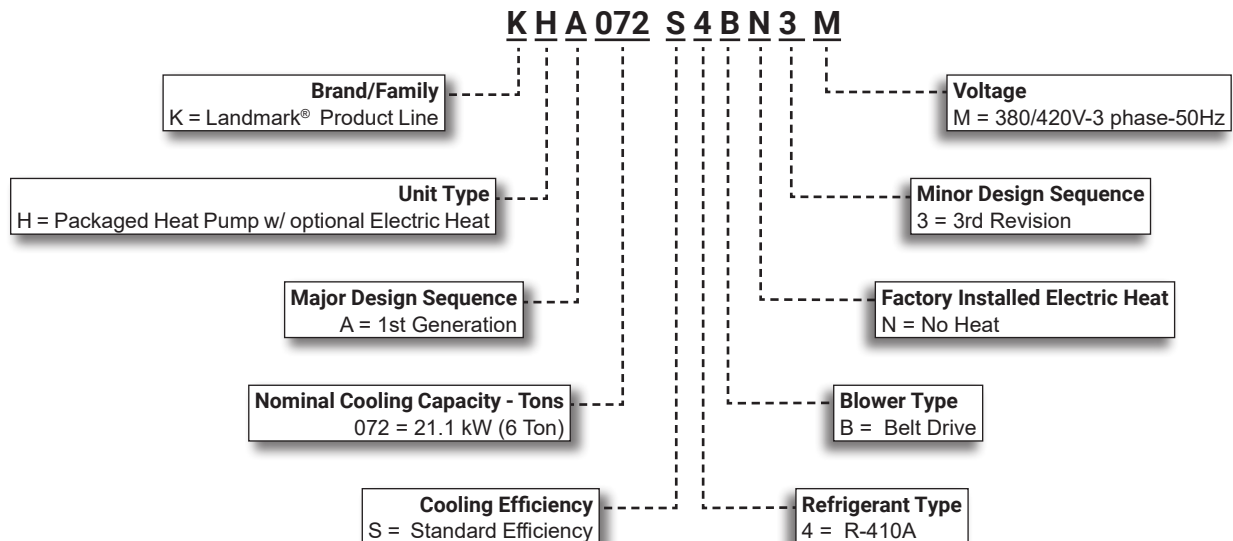 K H A 072 S 4 B N 3 M
Brand/Family
K = Landmark® Product Line
Voltage
M = 380/420V-3 phase-50Hz
Unit Type
H = Packaged Heat Pump w/ optional Electric Heat
Minor Design Sequence
3 = 3rd Revision
Major Design Sequence
A = 1st Generation
Factory Installed Electric Heat
N = No Heat
Nominal Cooling Capacity - Tons
072 = 21.1 kW (6 Ton)
Blower Type
B = Belt Drive
Cooling Efficiency
S = Standard Efficiency
Refrigerant Type
4 = R-410A